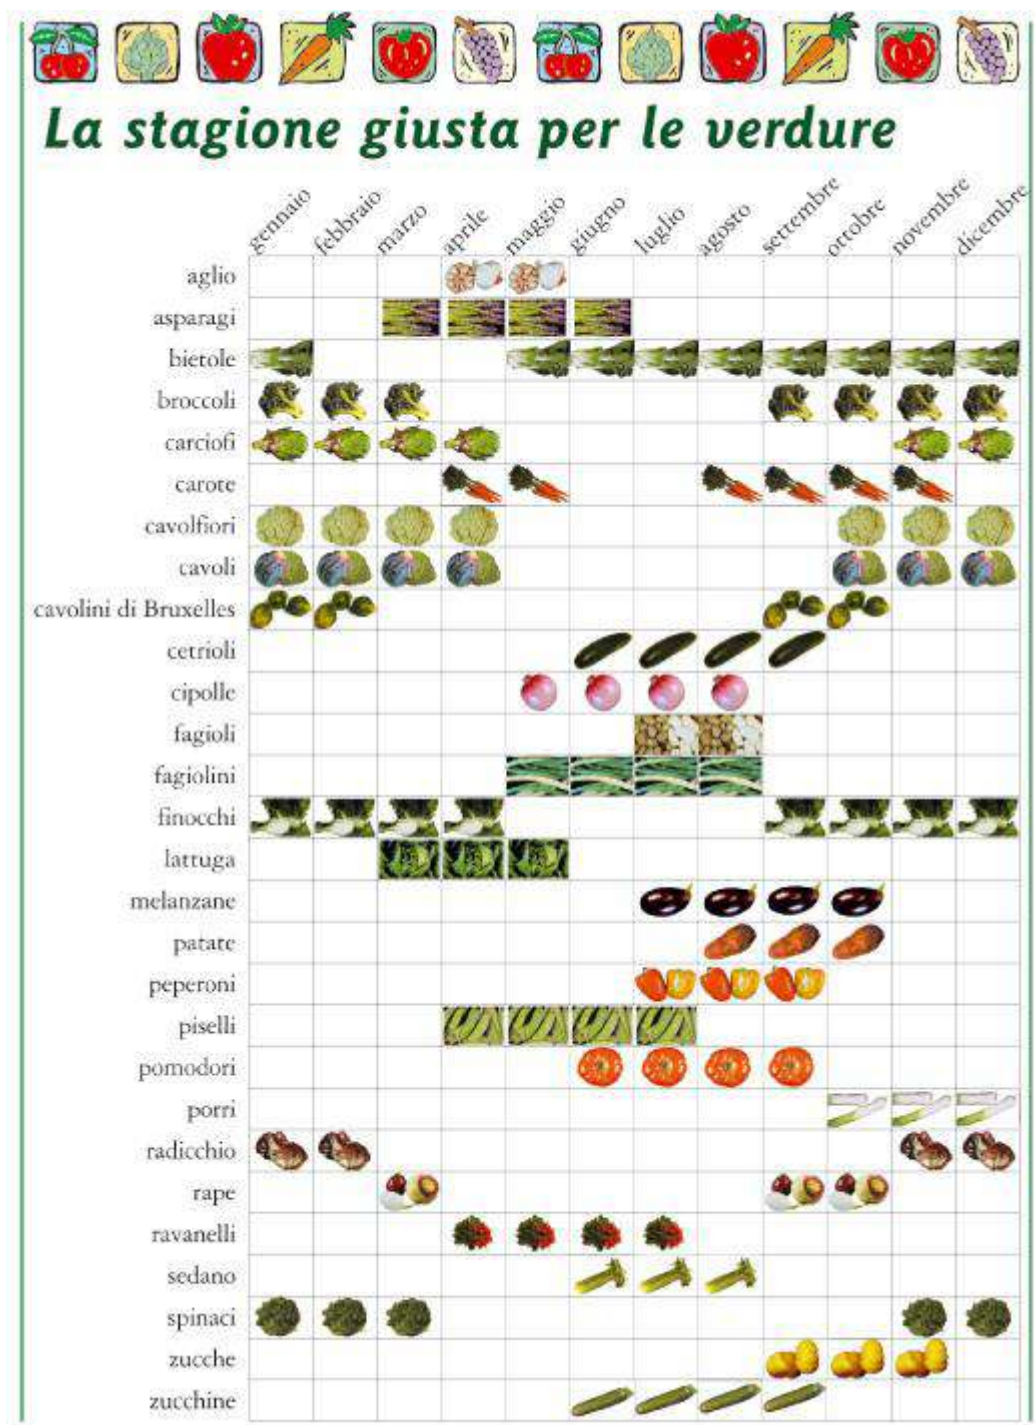 La stagione giusta per le verdure
gennaio febbraio marzo aprile maggio giugno luglio agosto settembre ottobre novembre dicembre
aglio
asparagi
bietole
broccoli
carciofi
carote
cavolfiori
cavoli
cavolini di Bruxelles
cetrioli
cipolle
fagioli
fagiolini
finocchi
lattuga
melanzane
patate
peperoni
piselli
pomodori
porri
radicchio
rape
ravanelli
sedano
spinaci
zucche
zucchine